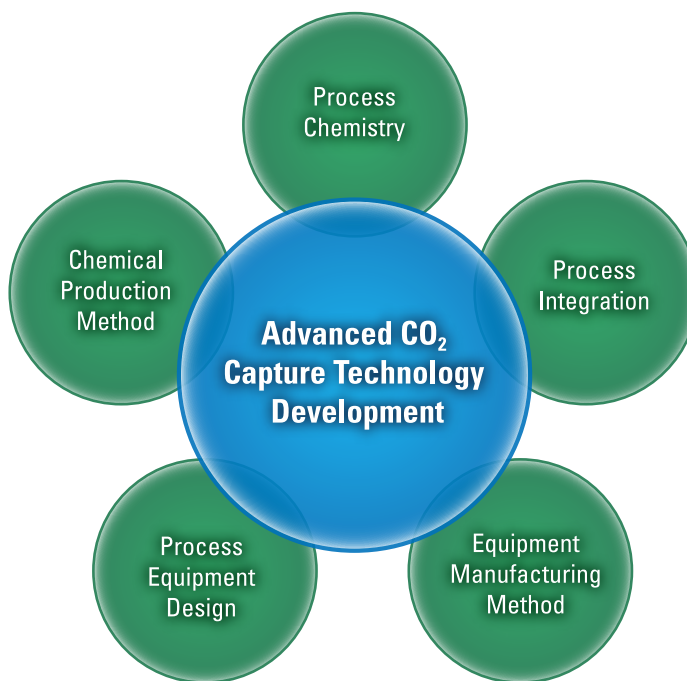 Process
Chemistry
Chemical
Production
Method
Process
Integration
Advanced CO₂
Capture Technology
Development
Process
Equipment
Design
Equipment
Manufacturing
Method